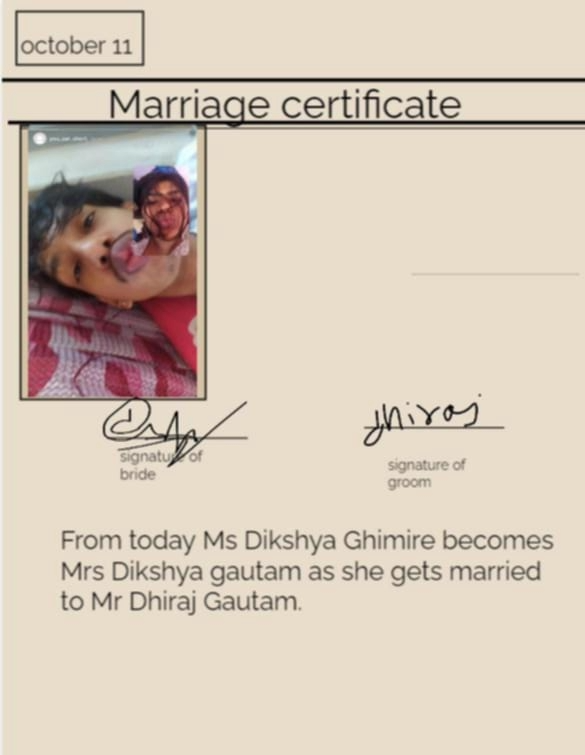 october 11
Marriage certificate
signature of
bride
dhiraj
signature of
groom
From today Ms Dikshya Ghimire becomes
Mrs Dikshya gautam as she gets married
to Mr Dhiraj Gautam.